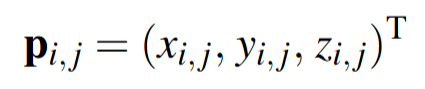 𝐩_{i,j} = (x_{i,j}, y_{i,j}, z_{i,j})^T